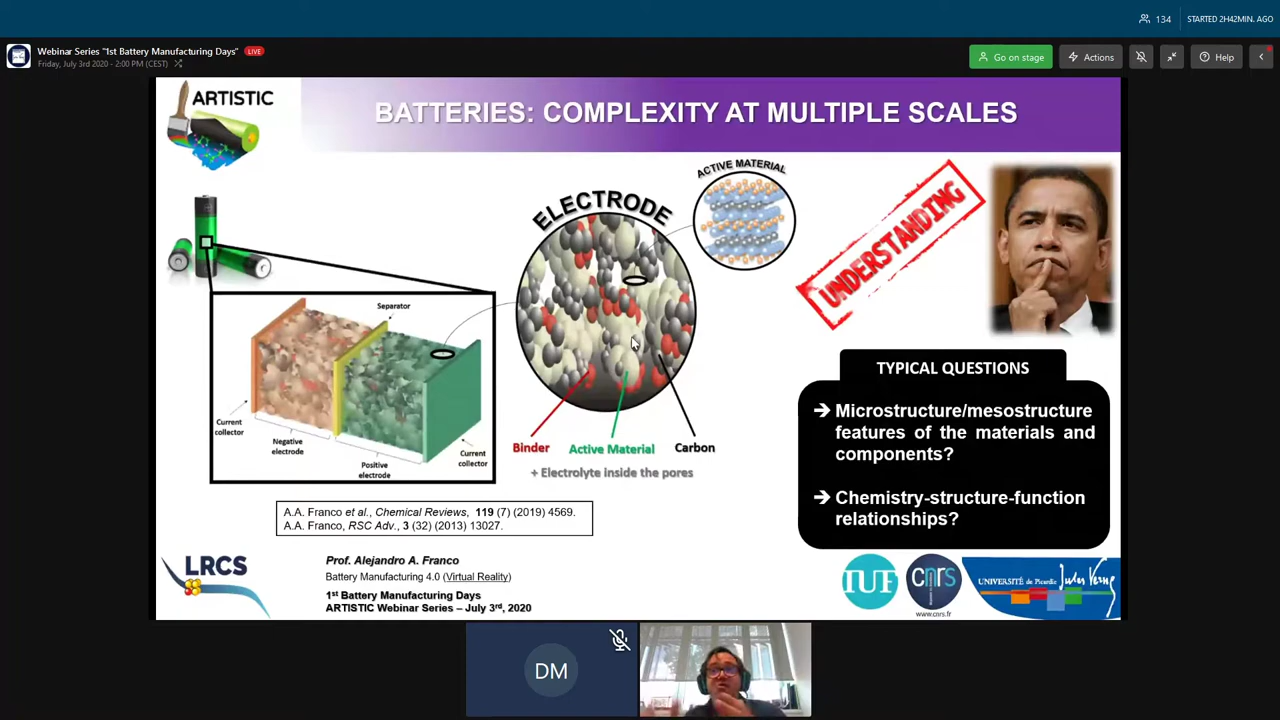 134
STARTED 2H42MIN. AGO
Webinar Series "1st Battery Manufacturing Days" LIVE
Friday, July 3rd 2020 - 2:00 PM (CEST)
Go on stage
Actions
Help
ARTISTIC
BATTERIES: COMPLEXITY AT MULTIPLE SCALES
ACTIVE MATERIAL
ELECTRODE
UNDERSTANDING
Separator
Current
collector
Negative
electrode
Positive
electrode
Current
collector
Binder
Active Material
Carbon
+ Electrolyte inside the pores
TYPICAL QUESTIONS
➔ Microstructure/mesostructure
features of the materials and
components?
➔ Chemistry-structure-function
relationships?
A.A. Franco et al., Chemical Reviews, 119 (7) (2019) 4569.
A.A. Franco, RSC Adv., 3 (32) (2013) 13027.
LRCS
Prof. Alejandro A. Franco
Battery Manufacturing 4.0 (Virtual Reality)
1st Battery Manufacturing Days
ARTISTIC Webinar Series – July 3rd, 2020
IUF
cnrs
www.cnrs.fr
UNIVERSITÉ de Picardie
Jules Verne
DM